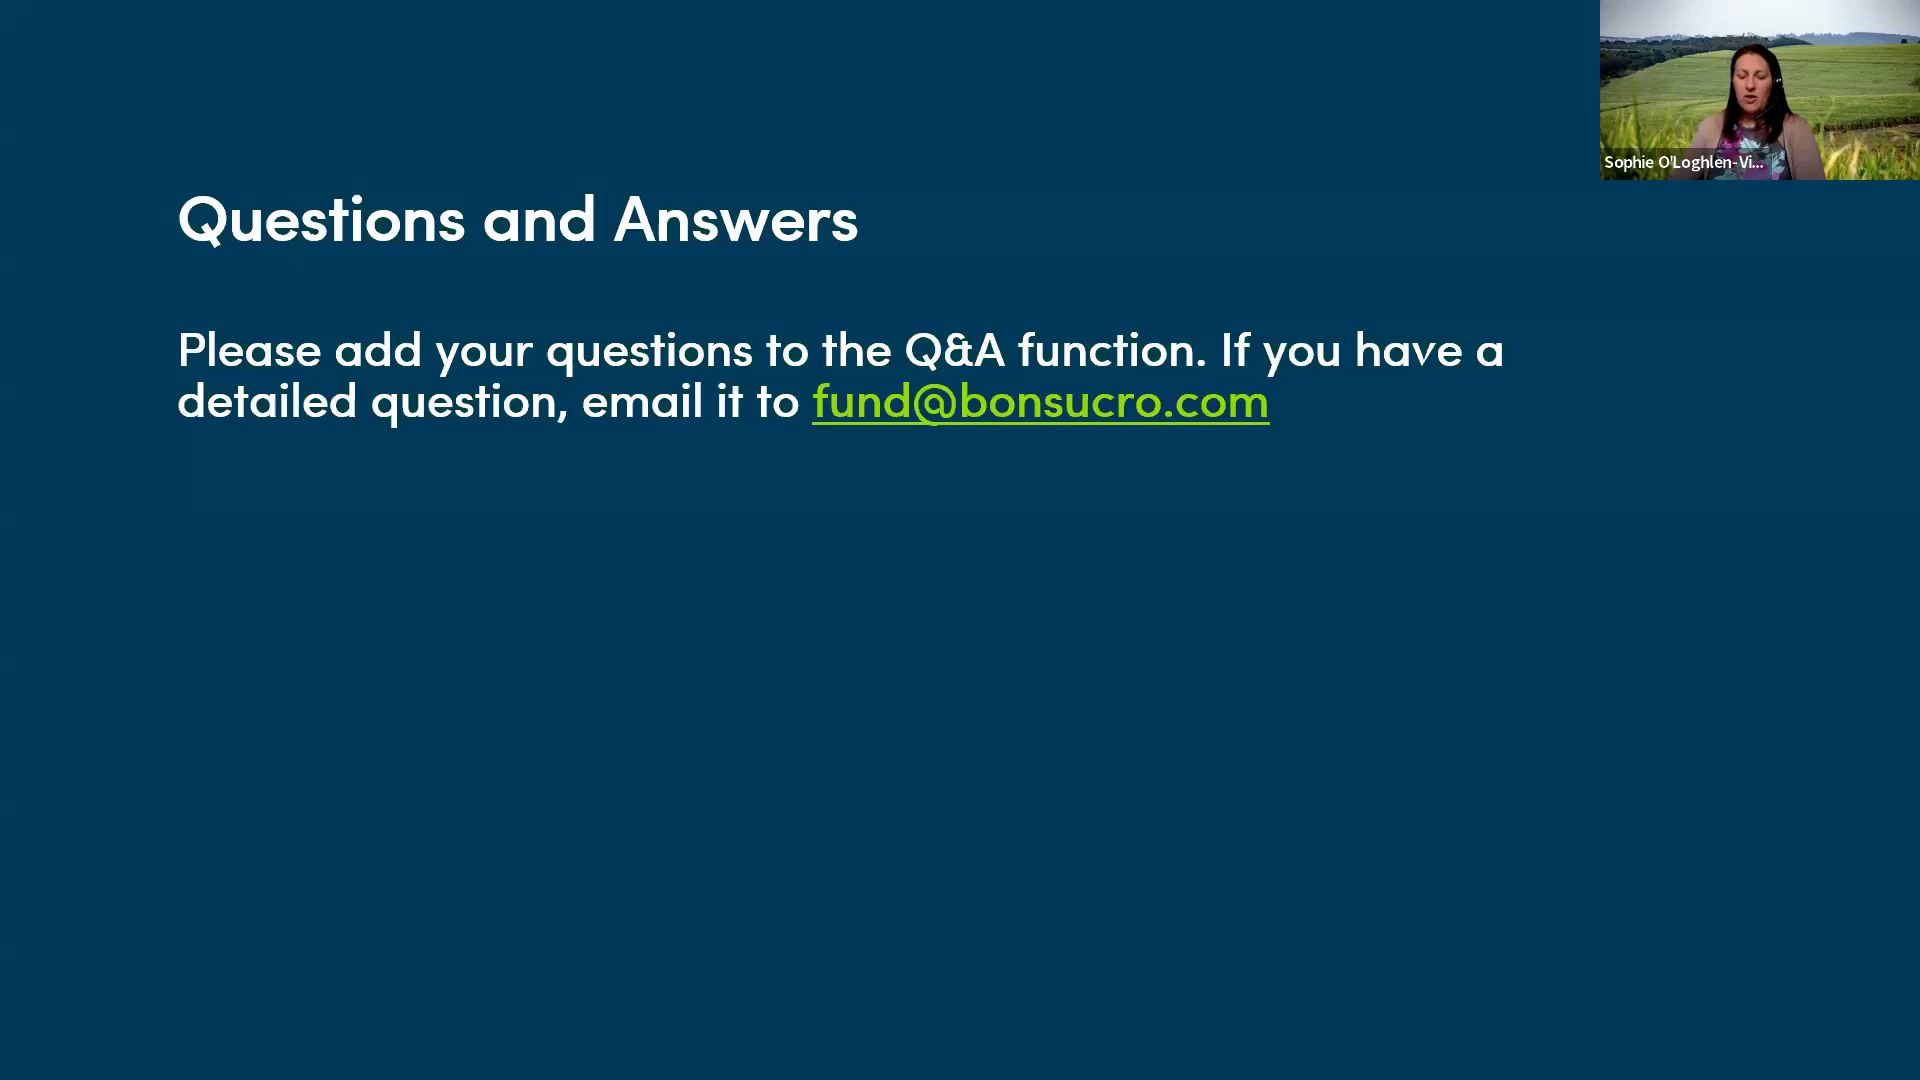 Sophie O'Loghlen-Vi...
Questions and Answers
Please add your questions to the Q&A function. If you have a
detailed question, email it to fund@bonsucro.com